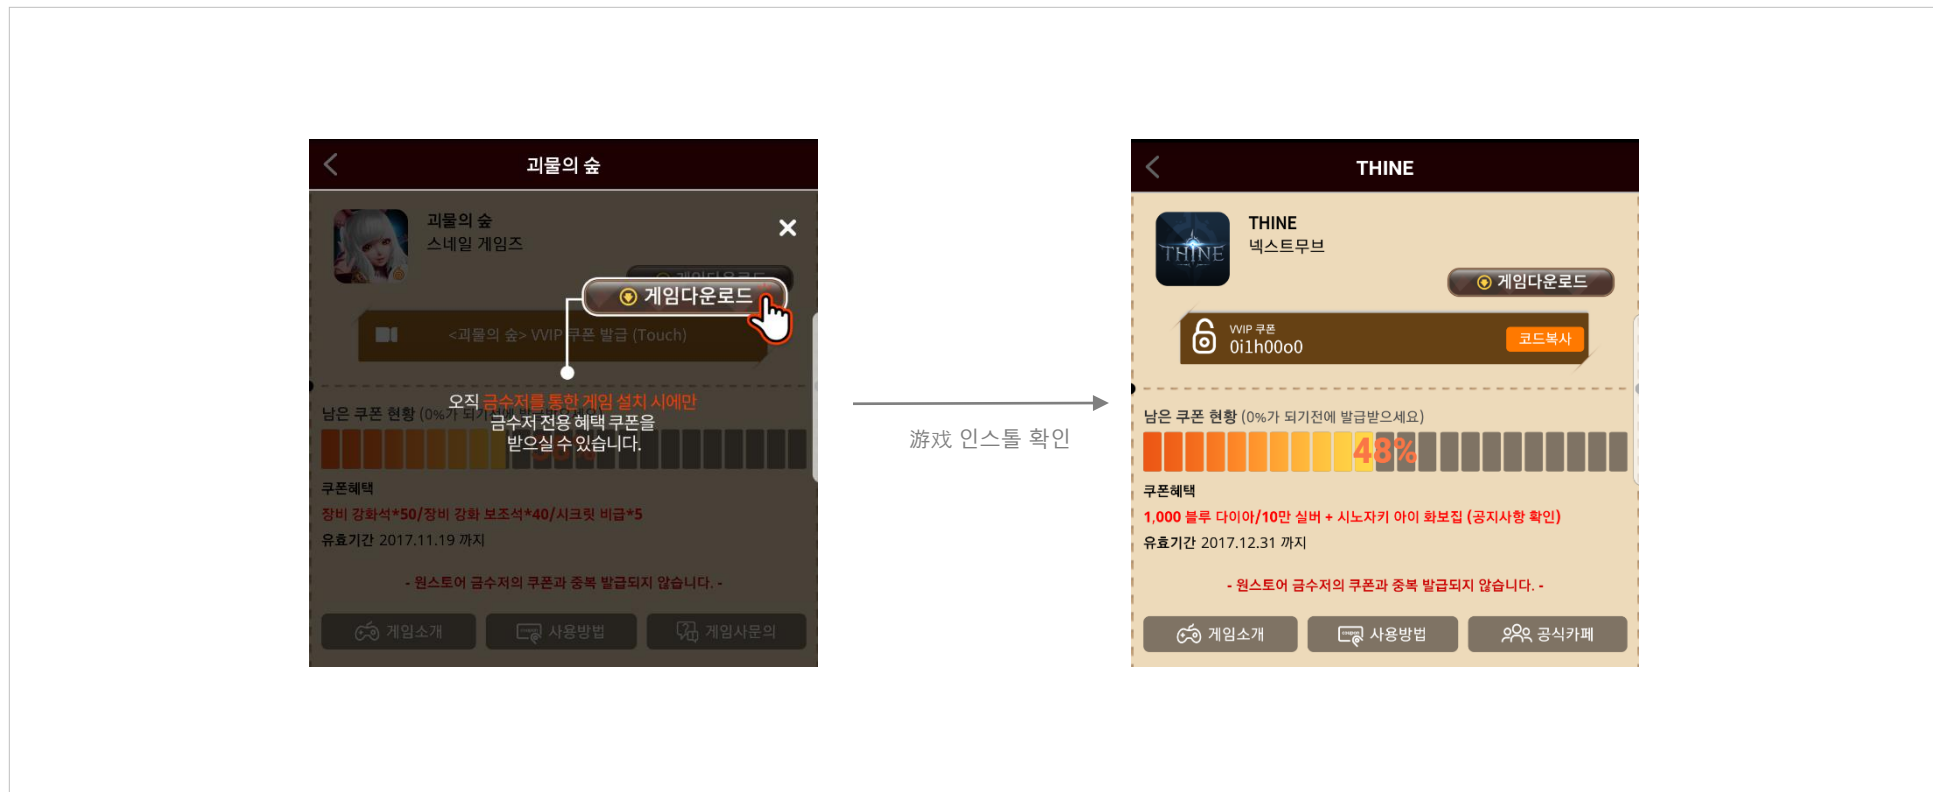 괴물의 숲
괴물의 숲
스네일 게임즈
게임다운로드
<괴물의 숲> VVIP 쿠폰 발급 (Touch)
오직 금수저를 통한 게임 설치 시에만
금수저 전용 혜택 쿠폰을
받으실 수 있습니다.
남은 쿠폰 현황 (0%가 되기전에 발급받으세요)
쿠폰혜택
장비 강화석*50/장비 강화 보조석*40/시크릿 비급*5
유효기간 2017.11.19 까지
- 원스토어 금수저의 쿠폰과 중복 발급되지 않습니다. -
게임소개
사용방법
게임사문의
游戏 인스톨 확인
THINE
THINE
THINE
넥스트무브
게임다운로드
VVIP 쿠폰
0i1h00o0
코드복사
남은 쿠폰 현황 (0%가 되기전에 발급받으세요)
48%
쿠폰혜택
1,000 블루 다이아/10만 실버 + 시노자키 아이 화보집 (공지사항 확인)
유효기간 2017.12.31 까지
- 원스토어 금수저의 쿠폰과 중복 발급되지 않습니다. -
게임소개
사용방법
공식카페